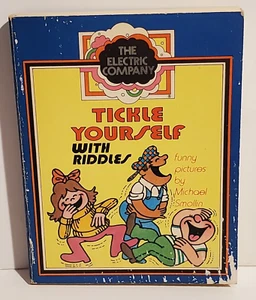 THE
ELECTRIC
COMPANY
TICKLE
YOURSELF
WITH
RIDDLES
funny
pictures
by
Michael
Smollin